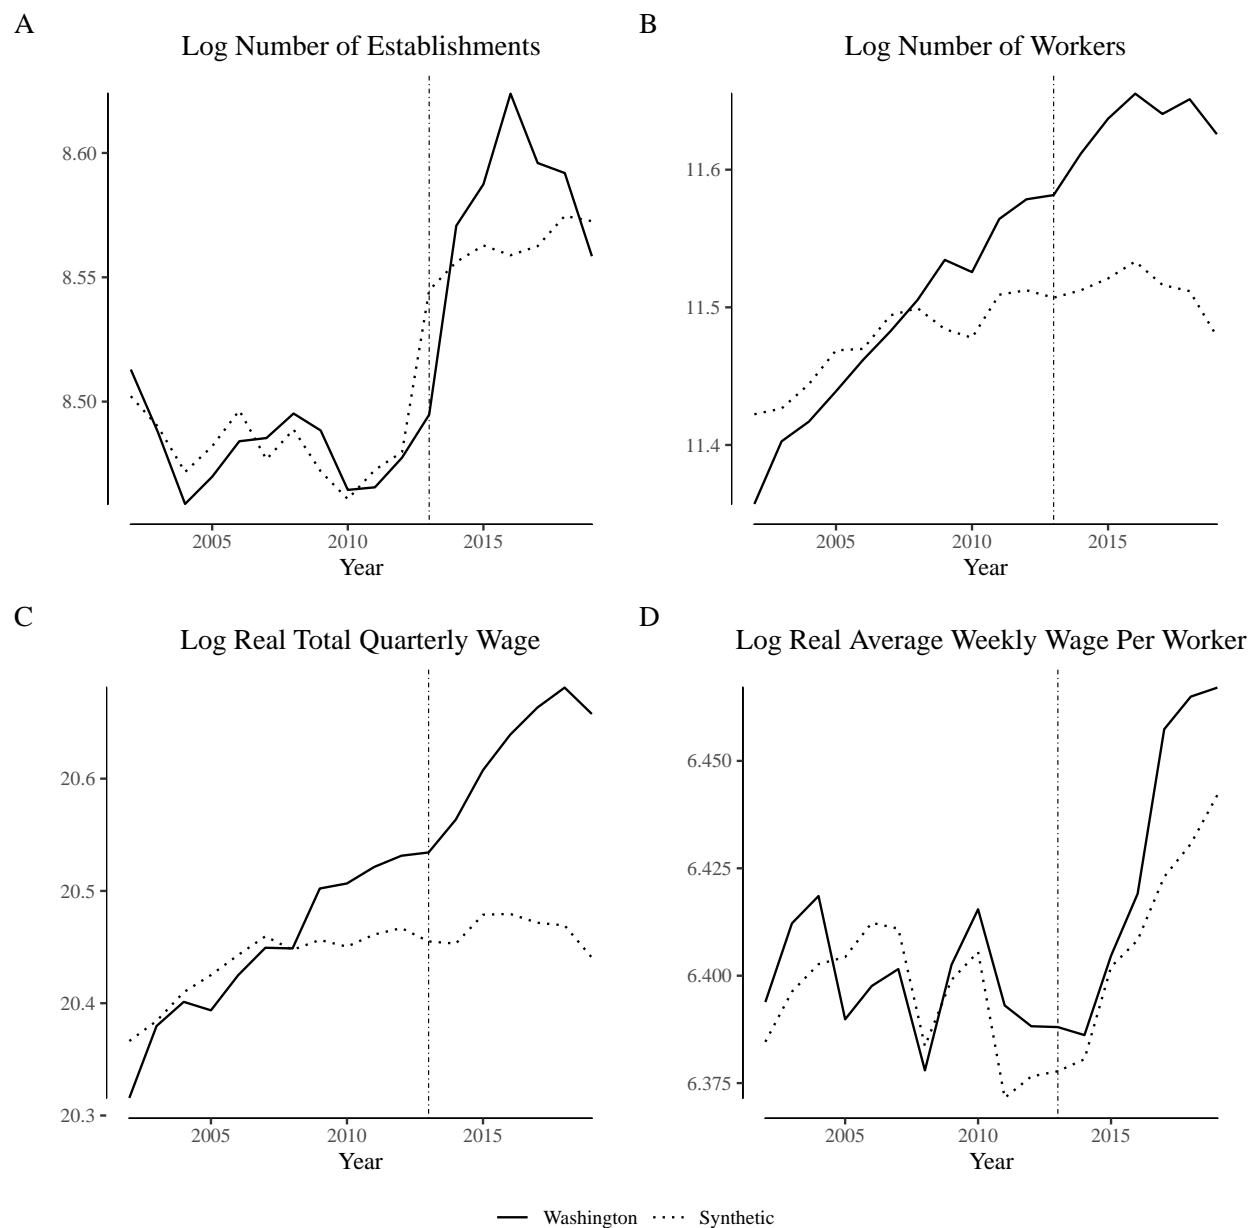 A
Log Number of Establishments
8.60
8.55
8.50
2005 2010 2015
Year
B
Log Number of Workers
11.6
11.5
11.4
2005 2010 2015
Year
C
Log Real Total Quarterly Wage
20.6
20.5
20.4
20.3
2005 2010 2015
Year
D
Log Real Average Weekly Wage Per Worker
6.450
6.425
6.400
6.375
2005 2010 2015
Year
Washington Synthetic